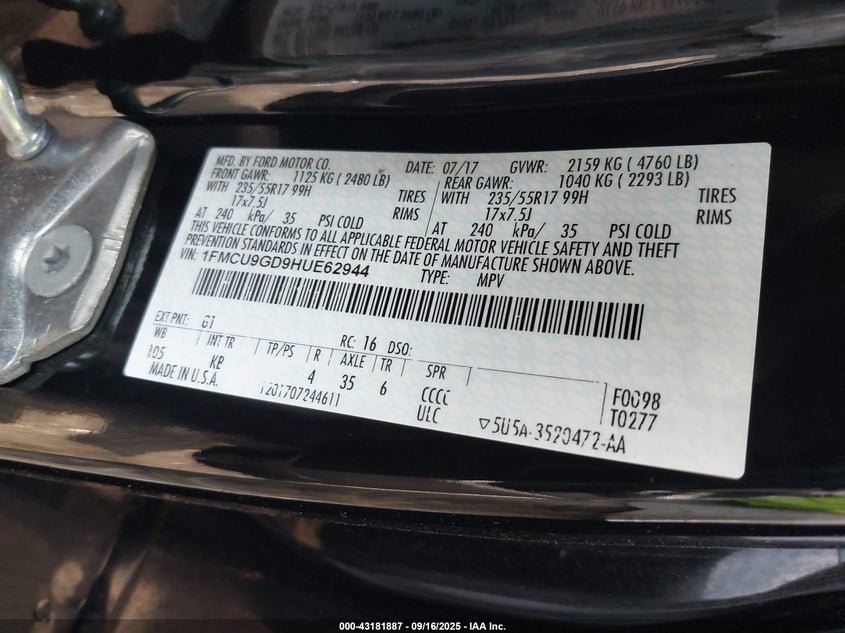 MFD. BY FORD MOTOR CO. DATE: 07/17 GVWR: 2159 KG ( 4760 LB)
FRONT GAWR: 1125 KG ( 2480 LB) REAR GAWR: 1040 KG ( 2293 LB)
WITH 235/55R17 99H TIRES WITH 235/55R17 99H TIRES
17x7.5J RIMS 17x7.5J RIMS
AT 240 kPa/ 35 PSI COLD AT 240 kPa/ 35 PSI COLD
THIS VEHICLE CONFORMS TO ALL APPLICABLE FEDERAL MOTOR VEHICLE SAFETY AND THEFT
PREVENTION STANDARDS IN EFFECT ON THE DATE OF MANUFACTURE SHOWN ABOVE.
VIN: 1FMCU9GD9HUE62944 TYPE: MPV
EXT PNT: G1 RC: 16 DSO:
WB INT TR TP/PS R AXLE TR SPR
105 KB 4 35 6 CCCC F0098
MADE IN U.S.A. T201707244611 ULC T0277
▽5U5A-3520472-AA
000-43181887 - 09/16/2025 - IAA Inc.